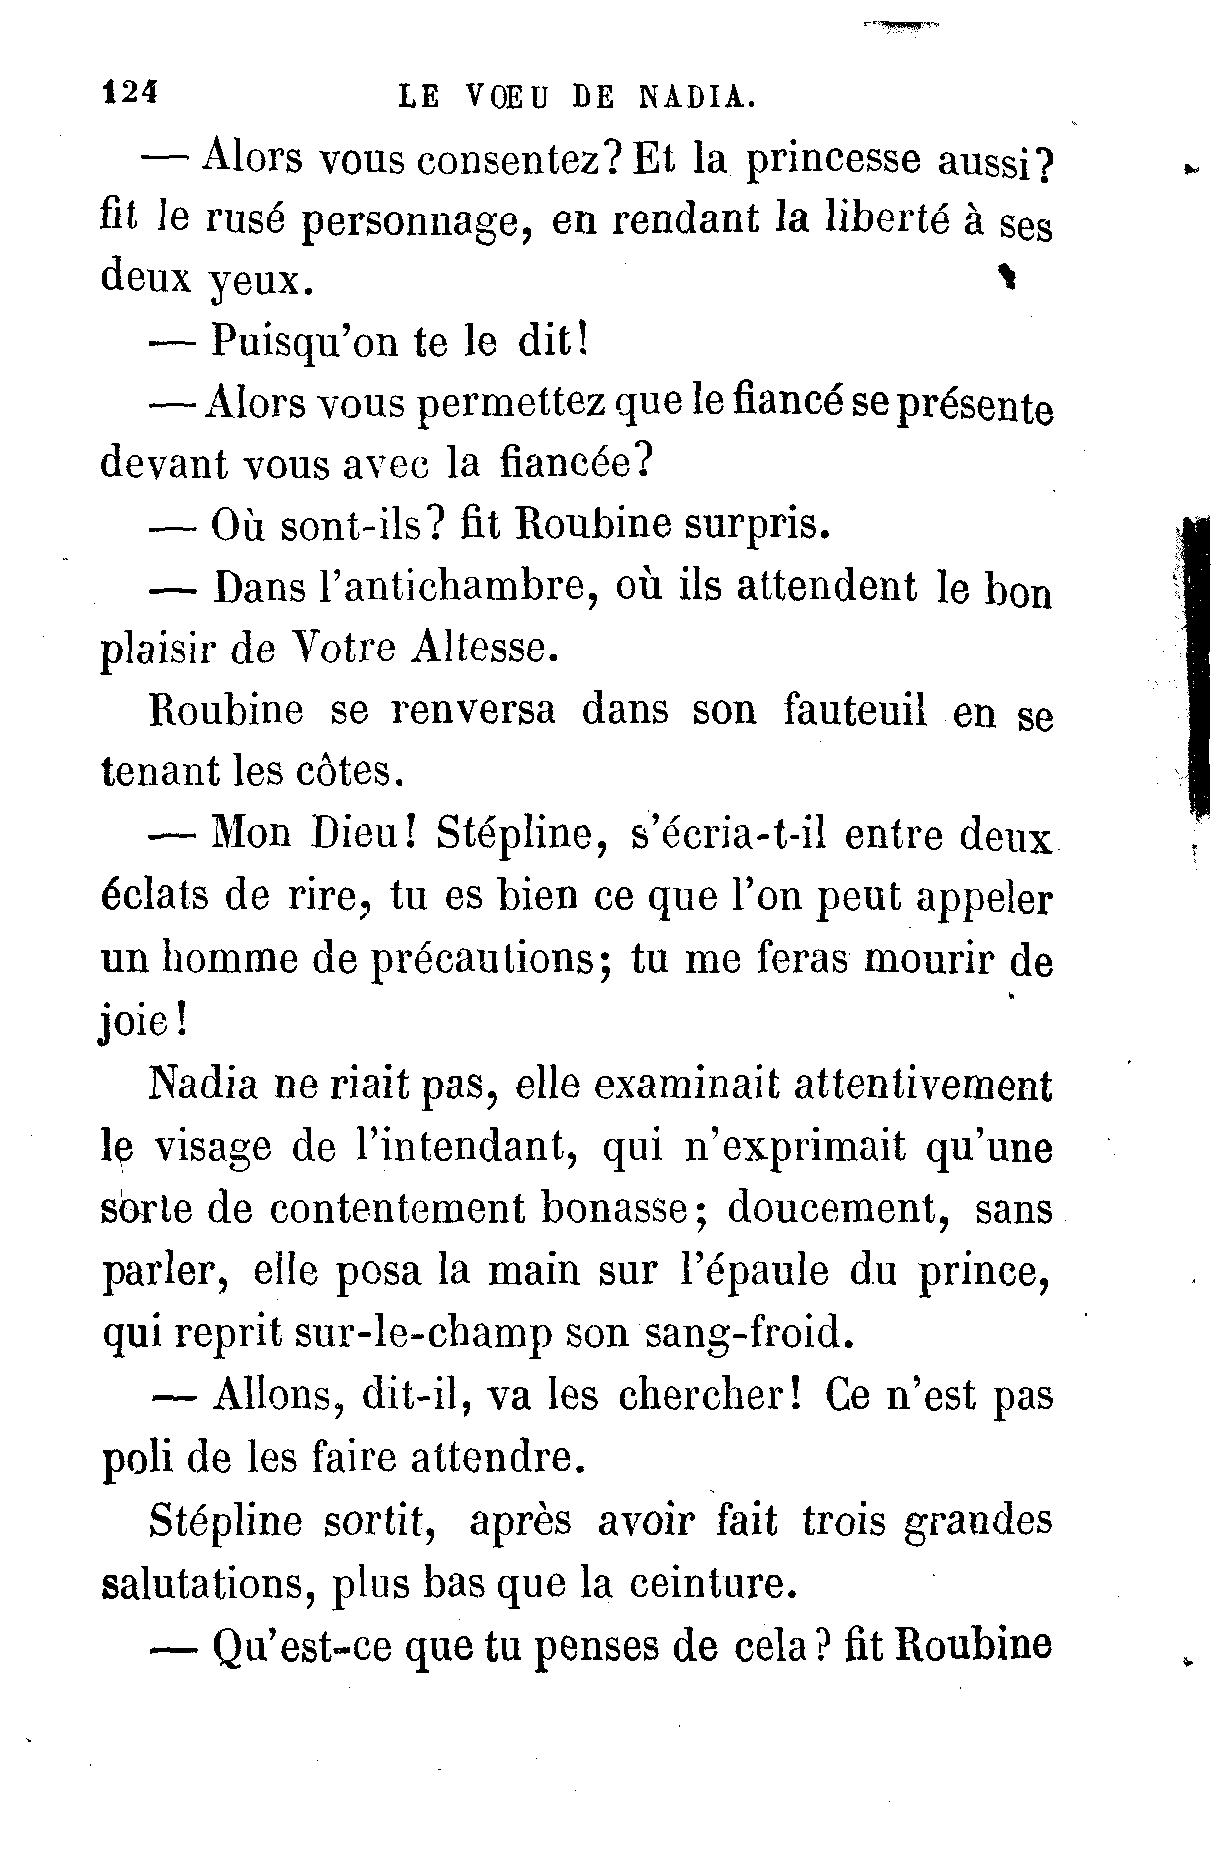 124 LE VŒU DE NADIA.
— Alors vous consentez? Et la princesse aussi?
fit le rusé personnage, en rendant la liberté à ses
deux yeux.
— Puisqu'on te le dit!
— Alors vous permettez que le fiancé se présente
devant vous avec la fiancée?
— Où sont-ils? fit Roubine surpris.
— Dans l'antichambre, où ils attendent le bon
plaisir de Votre Altesse.
Roubine se renversa dans son fauteuil en se
tenant les côtes.
— Mon Dieu! Stépline, s'écria-t-il entre deux
éclats de rire, tu es bien ce que l'on peut appeler
un homme de précautions; tu me feras mourir de
joie!
Nadia ne riait pas, elle examinait attentivement
le visage de l'intendant, qui n'exprimait qu'une
sorte de contentement bonasse; doucement, sans
parler, elle posa la main sur l'épaule du prince,
qui reprit sur-le-champ son sang-froid.
— Allons, dit-il, va les chercher! Ce n'est pas
poli de les faire attendre.
Stépline sortit, après avoir fait trois grandes
salutations, plus bas que la ceinture.
— Qu'est-ce que tu penses de cela? fit Roubine